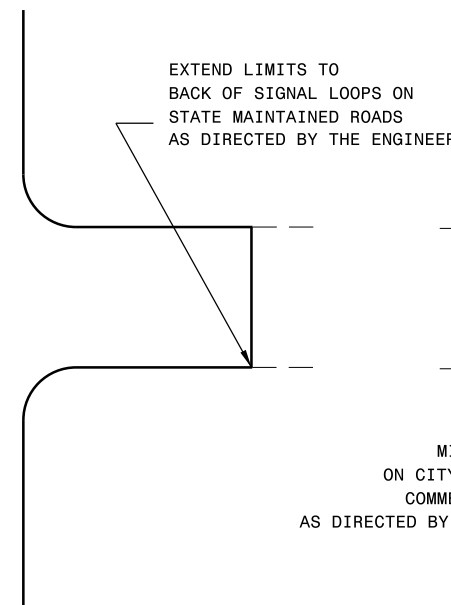 EXTEND LIMITS TO
BACK OF SIGNAL LOOPS ON
STATE MAINTAINED ROADS
AS DIRECTED BY THE ENGINEER
ON
AS DIRECTED BY